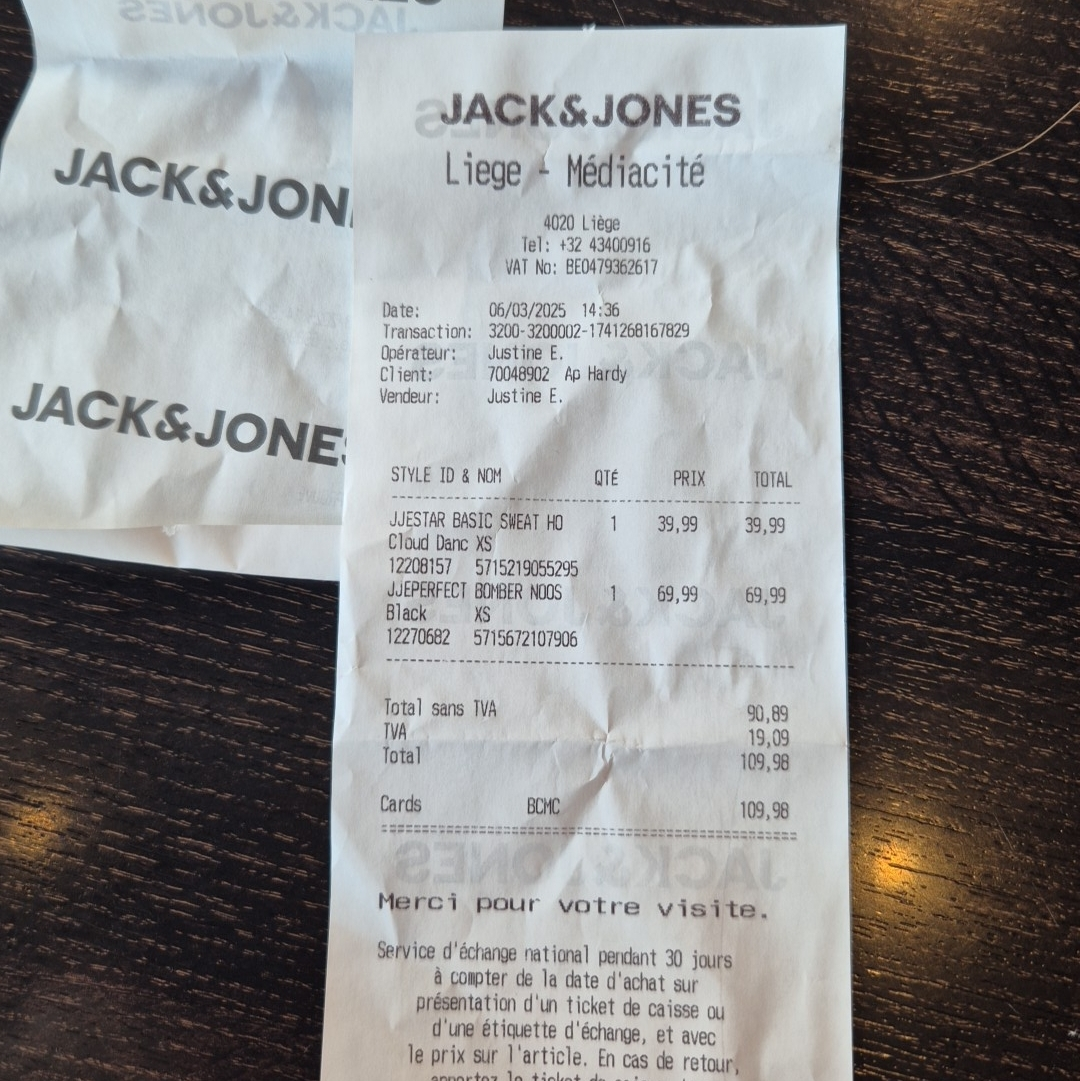 JACK&JONES
JACK&JON
JACK&JONES
JACK&JONES
Liege - Médiacité
4020 Liège
Tel: +32 43400916
VAT No: BE0479362617
Date: 06/03/2025 14:36
Transaction: 3200-3200002-1741268167829
Opérateur: Justine E.
Client: 70048902 Ap Hardy
Vendeur: Justine E.
STYLE ID & NOM QTÉ PRIX TOTAL
JJESTAR BASIC SWEAT HO 1 39,99 39,99
Cloud Danc XS
12208157 5715219055295
JJEPERFECT BOMBER NOOS 1 69,99 69,99
Black XS
12270682 5715672107906
Total sans TVA 90,89
TVA 19,09
Total 109,98
Cards BCMC 109,98
Merci pour votre visite.
Service d'échange national pendant 30 jours
à compter de la date d'achat sur
présentation d'un ticket de caisse ou
d'une étiquette d'échange, et avec
le prix sur l'article. En cas de retour,
apportez le ticket de